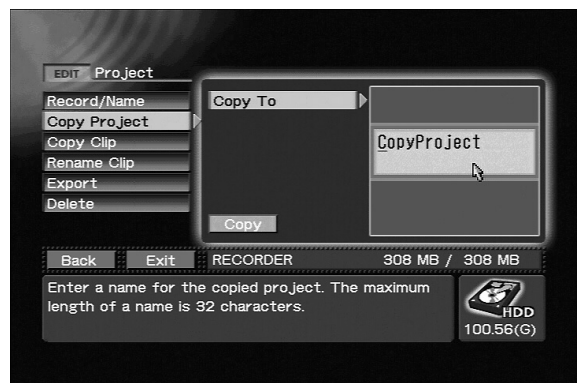 EDIT Project
Record/Name
Copy Project
Copy Clip
Rename Clip
Export
Delete
Copy To
CopyProject
Copy
Back Exit RECORDER 308 MB / 308 MB
Enter a name for the copied project. The maximum
length of a name is 32 characters.
HDD
100.56(G)